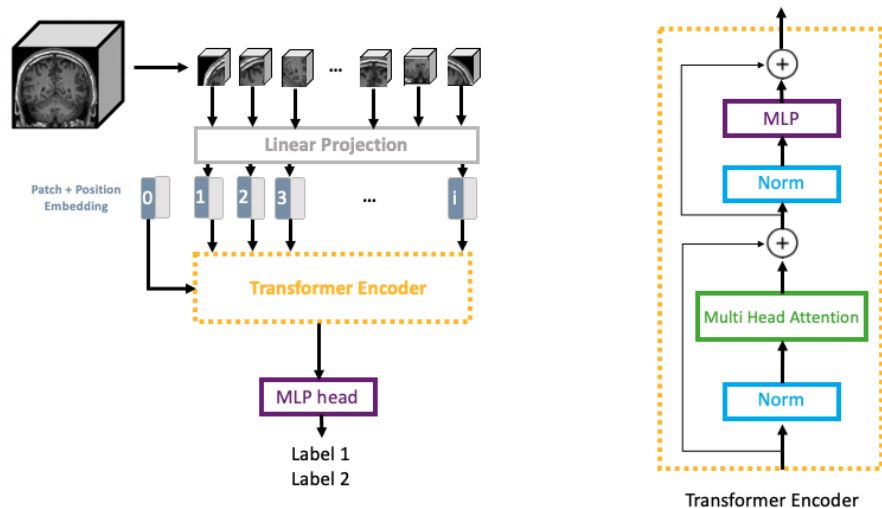 ...
Linear Projection
Patch + Position
Embedding
0
1
2
3
...
i
Transformer Encoder
MLP head
Label 1
Label 2
+
MLP
Norm
+
Multi Head Attention
Norm
Transformer Encoder